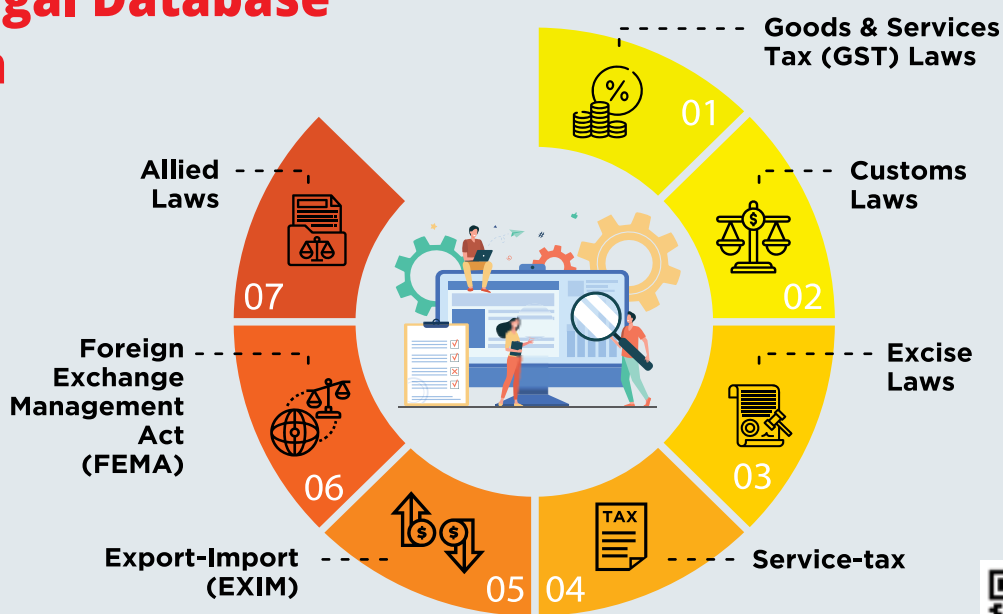 gal Database
Goods & Services
Tax (GST) Laws
01
Customs
Laws
02
Excise
Laws
03
TAX
Service-tax
04
Export-Import
(EXIM)
05
Foreign
Exchange
Management
Act
(FEMA)
06
Allied
Laws
07